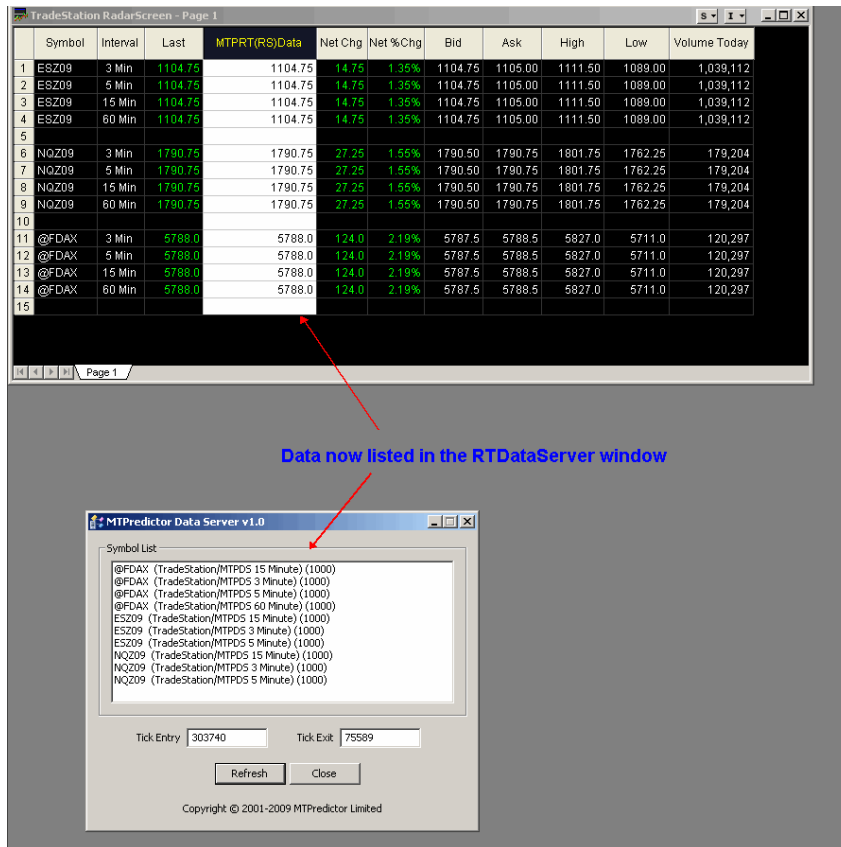 TradeStation RadarScreen - Page 1
S I
Symbol Interval Last MTPRT(RS)Data Net Chg Net %Chg Bid Ask High Low Volume Today
1 ESZ09 3 Min 1104.75 1104.75 14.75 1.35% 1104.75 1105.00 1111.50 1089.00 1,039,112
2 ESZ09 5 Min 1104.75 1104.75 14.75 1.35% 1104.75 1105.00 1111.50 1089.00 1,039,112
3 ESZ09 15 Min 1104.75 1104.75 14.75 1.35% 1104.75 1105.00 1111.50 1089.00 1,039,112
4 ESZ09 60 Min 1104.75 1104.75 14.75 1.35% 1104.75 1105.00 1111.50 1089.00 1,039,112
5
6 NQZ09 3 Min 1790.75 1790.75 27.25 1.55% 1790.50 1790.75 1801.75 1762.25 179,204
7 NQZ09 5 Min 1790.75 1790.75 27.25 1.55% 1790.50 1790.75 1801.75 1762.25 179,204
8 NQZ09 15 Min 1790.75 1790.75 27.25 1.55% 1790.50 1790.75 1801.75 1762.25 179,204
9 NQZ09 60 Min 1790.75 1790.75 27.25 1.55% 1790.50 1790.75 1801.75 1762.25 179,204
10
11 @FDAX 3 Min 5788.0 5788.0 124.0 2.19% 5787.5 5788.5 5827.0 5711.0 120,297
12 @FDAX 5 Min 5788.0 5788.0 124.0 2.19% 5787.5 5788.5 5827.0 5711.0 120,297
13 @FDAX 15 Min 5788.0 5788.0 124.0 2.19% 5787.5 5788.5 5827.0 5711.0 120,297
14 @FDAX 60 Min 5788.0 5788.0 124.0 2.19% 5787.5 5788.5 5827.0 5711.0 120,297
15
Page 1
Data now listed in the RTDataServer window
MTPredictor Data Server v1.0
Symbol List
@FDAX (TradeStation/MTPDS 15 Minute) (1000)
@FDAX (TradeStation/MTPDS 3 Minute) (1000)
@FDAX (TradeStation/MTPDS 5 Minute) (1000)
@FDAX (TradeStation/MTPDS 60 Minute) (1000)
ESZ09 (TradeStation/MTPDS 15 Minute) (1000)
ESZ09 (TradeStation/MTPDS 3 Minute) (1000)
ESZ09 (TradeStation/MTPDS 5 Minute) (1000)
NQZ09 (TradeStation/MTPDS 15 Minute) (1000)
NQZ09 (TradeStation/MTPDS 3 Minute) (1000)
NQZ09 (TradeStation/MTPDS 5 Minute) (1000)
Tick Entry 303740 Tick Exit 75589
Refresh Close
Copyright © 2001-2009 MTPredictor Limited